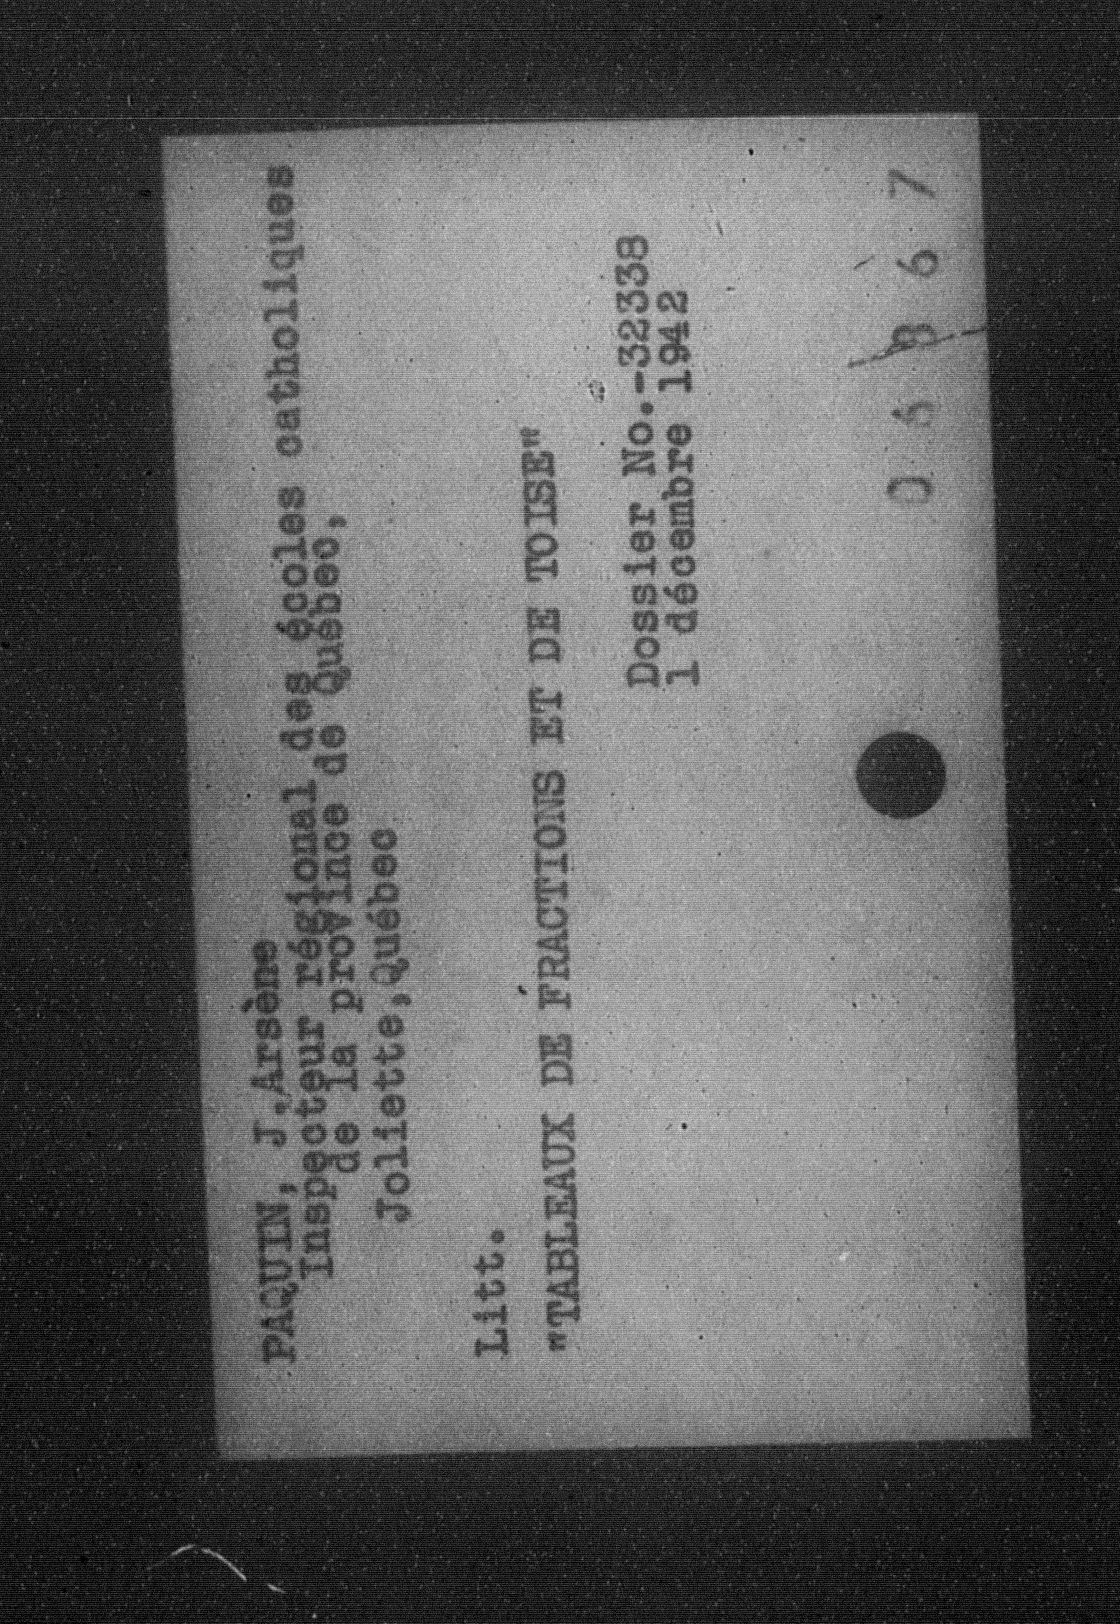 PAQUIN, J.Arsène
Inspecteur régional des écoles catholiques
de la province de Québec,
Joliette,Québec
Litt.
"TABLEAUX DE FRACTIONS ET DE TOISE"
Dossier No.-32338
1 décembre 1942